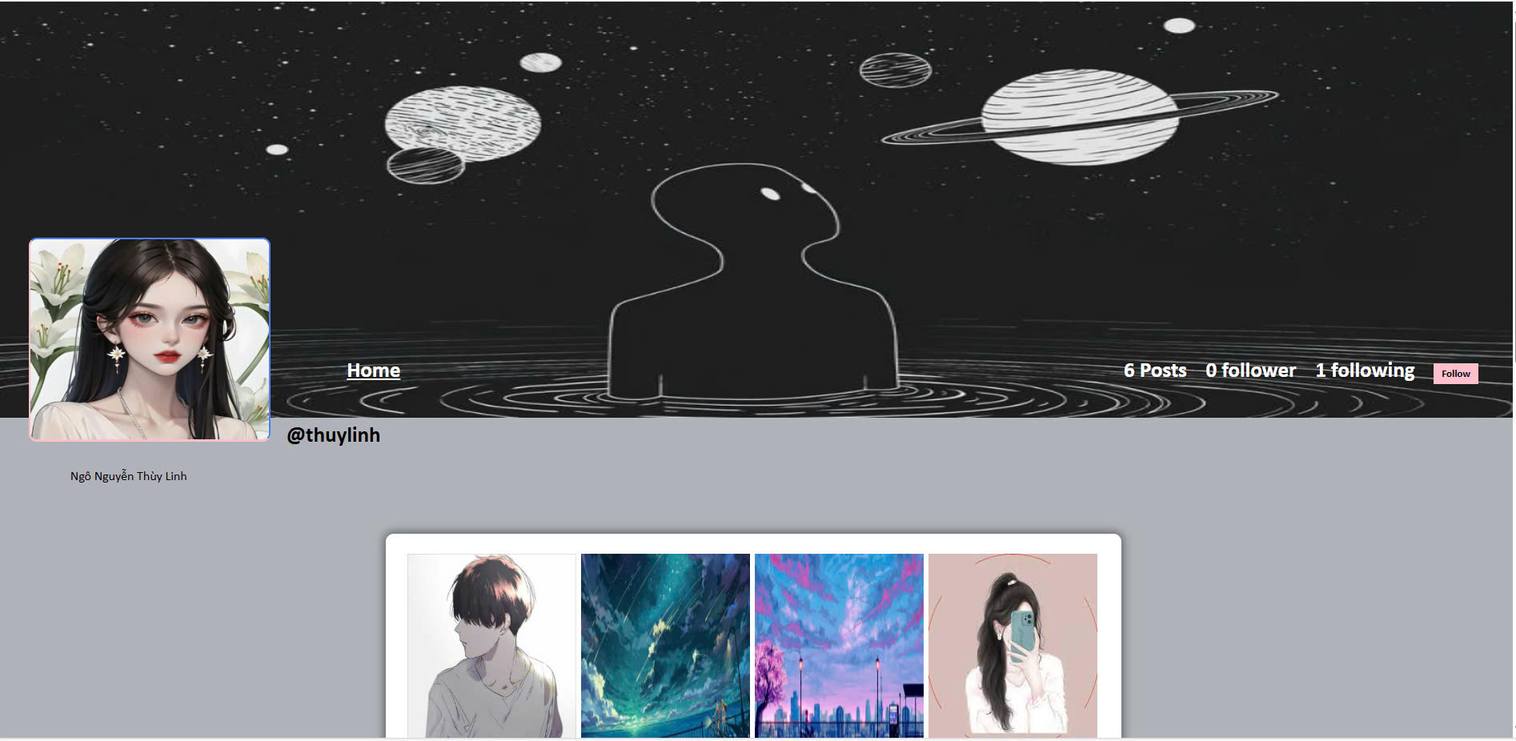 Home
6 Posts 0 follower 1 following Follow
@thuylinh
Ngô Nguyễn Thùy Linh